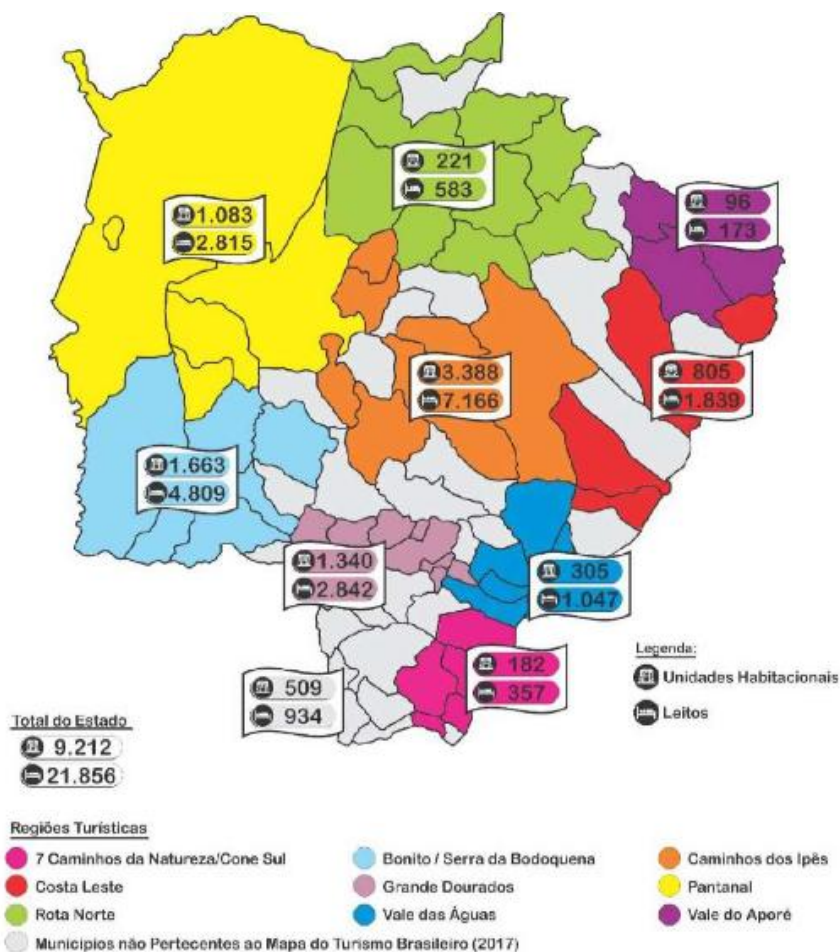 221
583
96
173
1.083
2.815
3.388
7.166
805
1.839
1.663
4.809
1.340
2.842
305
1.047
182
357
509
934
Legenda:
Unidades Habitacionais
Leitos
Total do Estado
9.212
21.856
Regiões Turísticas
7 Caminhos da Natureza/Cone Sul
Bonito / Serra da Bodoquena
Caminhos dos Ipês
Costa Leste
Grande Dourados
Pantanal
Rota Norte
Vale das Águas
Vale do Aporé
Municípios não Pertecentes ao Mapa do Turismo Brasileiro (2017)